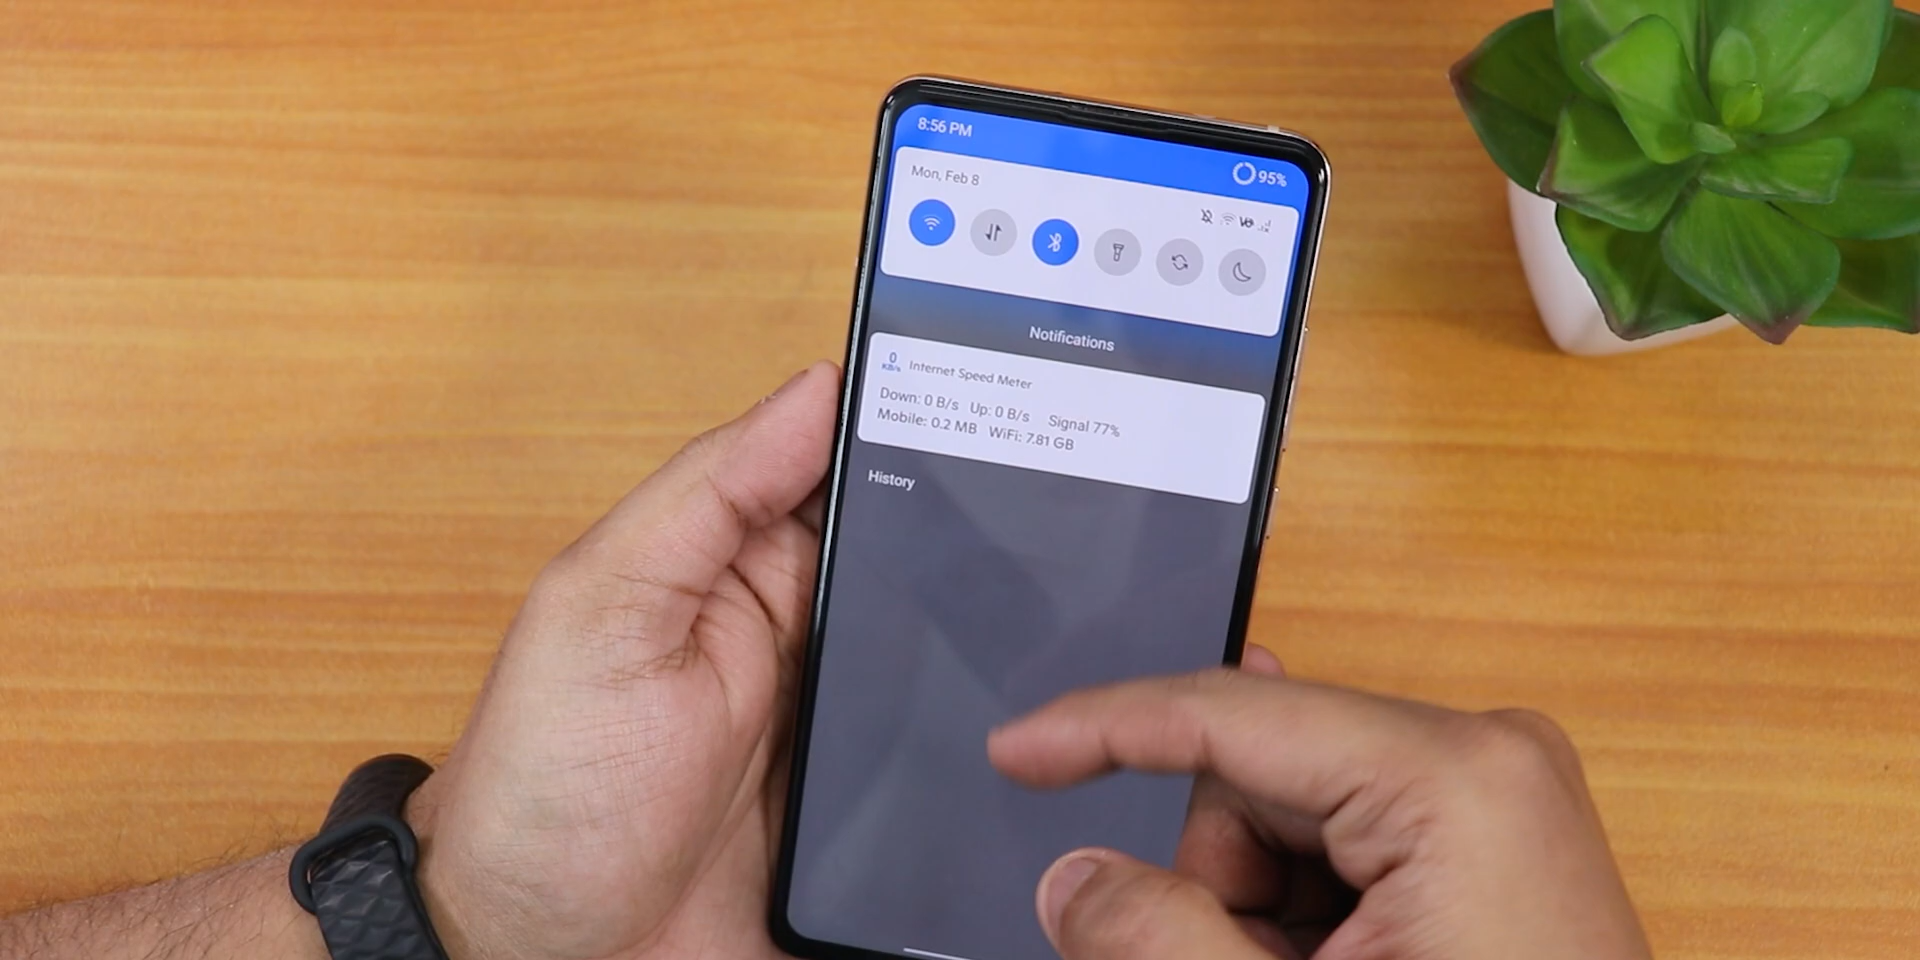 8:56 PM
95%
Mon, Feb 8
Notifications
0
KB/s
Internet Speed Meter
Down: 0 B/s Up: 0 B/s Signal 77%
Mobile: 0.2 MB WiFi: 7.81 GB
History